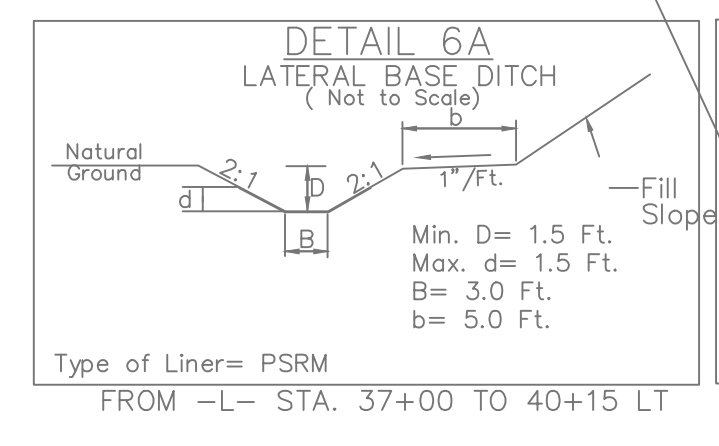 DETAIL 6A
LATERAL BASE DITCH
( Not to Scale)
b
Natural
Ground
2:1
D
2:1
1"/Ft.
d
B
Fill
Slope
Min. D= 1.5 Ft.
Max. d= 1.5 Ft.
B= 3.0 Ft.
b= 5.0 Ft.
Type of Liner= PSRM
FROM -L- STA. 37+00 TO 40+15 LT